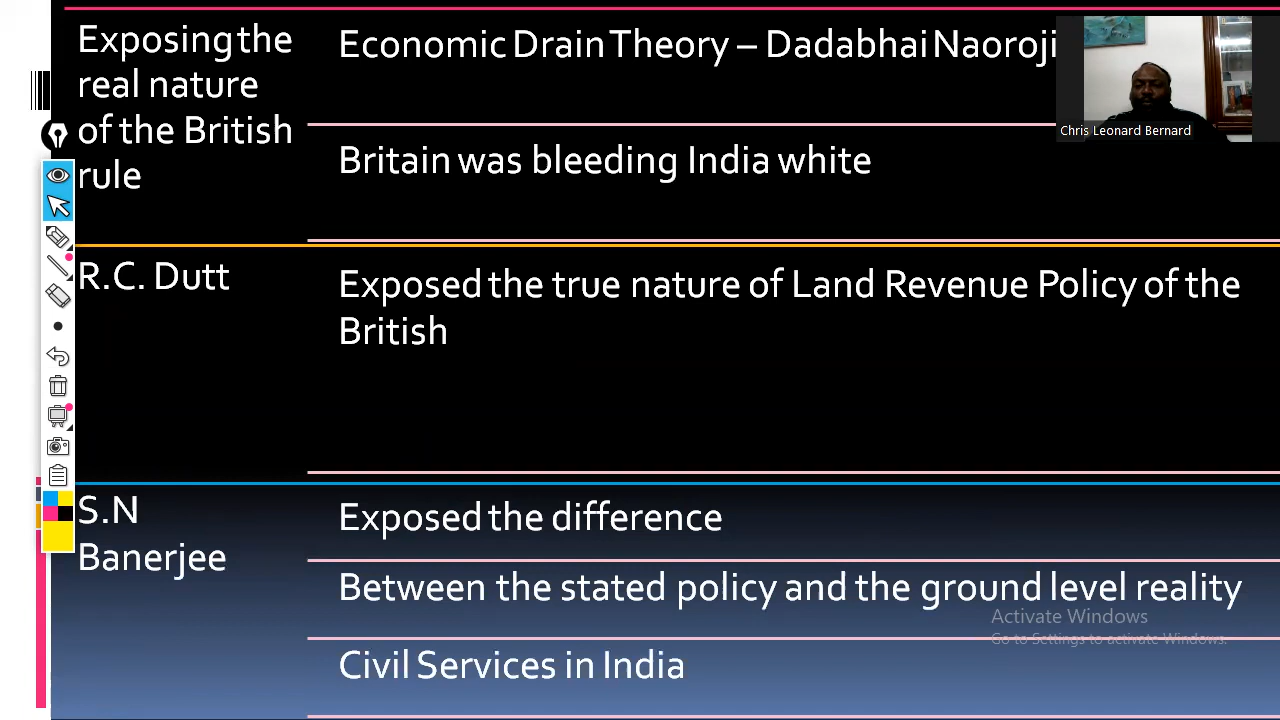 Exposing the
real nature
of the British
rule
Economic Drain Theory – Dadabhai Naoroji
Chris Leonard Bernard
Britain was bleeding India white
R.C. Dutt
Exposed the true nature of Land Revenue Policy of the
British
S.N
Banerjee
Exposed the difference
Between the stated policy and the ground level reality
Activate Windows
Go to Settings to activate Windows.
Civil Services in India